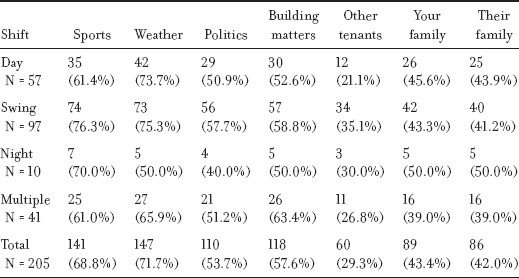 Building Other Your Their
Shift Sports Weather Politics matters tenants family family
Day 35 42 29 30 12 26 25
N = 57 (61.4%) (73.7%) (50.9%) (52.6%) (21.1%) (45.6%) (43.9%)
Swing 74 73 56 57 34 42 40
N = 97 (76.3%) (75.3%) (57.7%) (58.8%) (35.1%) (43.3%) (41.2%)
Night 7 5 4 5 3 5 5
N = 10 (70.0%) (50.0%) (40.0%) (50.0%) (30.0%) (50.0%) (50.0%)
Multiple 25 27 21 26 11 16 16
N = 41 (61.0%) (65.9%) (51.2%) (63.4%) (26.8%) (39.0%) (39.0%)
Total 141 147 110 118 60 89 86
N = 205 (68.8%) (71.7%) (53.7%) (57.6%) (29.3%) (43.4%) (42.0%)